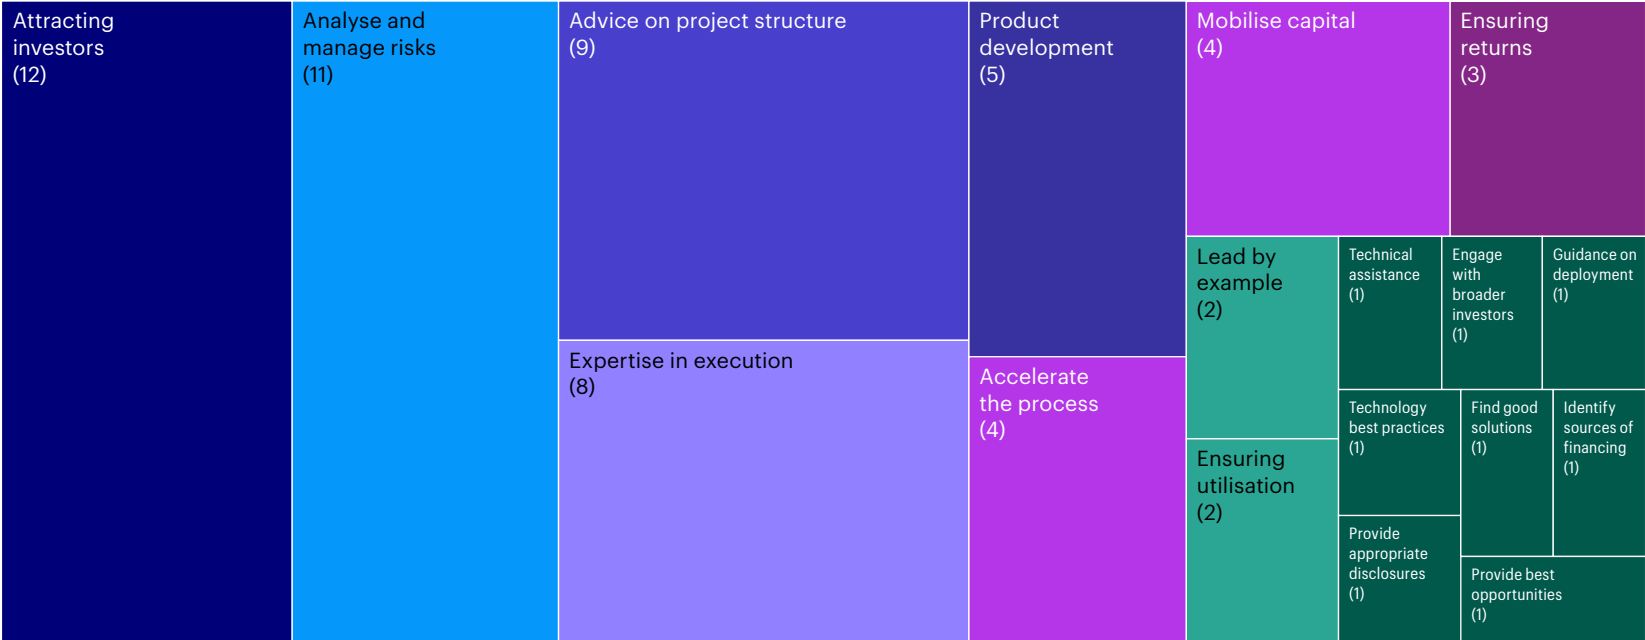 Attracting
investors
(12)
Analyse and
manage risks
(11)
Advice on project structure
(9)
Expertise in execution
(8)
Product
development
(5)
Accelerate
the process
(4)
Mobilise capital
(4)
Ensuring
returns
(3)
Lead by
example
(2)
Ensuring
utilisation
(2)
Technical
assistance
(1)
Engage
with
broader
investors
(1)
Guidance on
deployment
(1)
Technology
best practices
(1)
Find good
solutions
(1)
Identify
sources of
financing
(1)
Provide
appropriate
disclosures
(1)
Provide best
opportunities
(1)